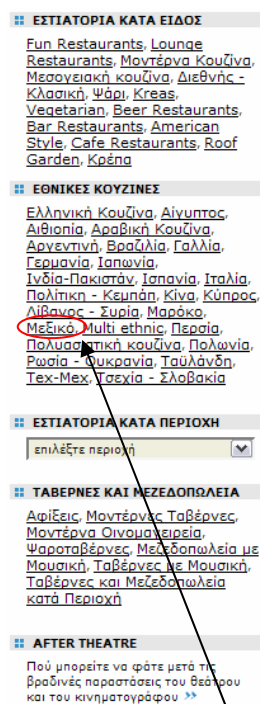 ΕΣΤΙΑΤΟΡΙΑ ΚΑΤΑ ΕΙΔΟΣ
Fun Restaurants, Lounge
Restaurants, Μοντέρνα Κουζίνα,
Μεσογειακή κουζίνα, Διεθνής -
Κλασική, Ψάρι, Kreas,
Vegetarian, Beer Restaurants,
Bar Restaurants, American
Style, Cafe Restaurants, Roof
Garden, Κρέπα
ΕΘΝΙΚΕΣ ΚΟΥΖΙΝΕΣ
Ελληνική Κουζίνα, Αίγυπτος,
Αιθιοπία, Αραβική Κουζίνα,
Αργεντινή, Βραζιλία, Γαλλία,
Γερμανία, Ιαπωνία,
Ινδία-Πακιστάν, Ισπανία, Ιταλία,
Πολίτικη - Κεμπάπ, Κίνα, Κύπρος,
Λίβανος - Συρία, Μαρόκο,
Μεξικό, Multi ethnic, Περσία,
Πολυασιατική κουζίνα, Πολωνία,
Ρωσία - Ουκρανία, Ταϋλάνδη,
Tex-Mex, Τσεχία - Σλοβακία
ΕΣΤΙΑΤΟΡΙΑ ΚΑΤΑ ΠΕΡΙΟΧΗ
επιλέξτε περιοχή
ΤΑΒΕΡΝΕΣ ΚΑΙ ΜΕΖΕΔΟΠΩΛΕΙΑ
Αφίξεις, Μοντέρνες Ταβέρνες,
Μοντέρνα Οινομαγειρεία,
Ψαροταβέρνες, Μεζεδοπωλεία με
Μουσική, Ταβέρνες με Μουσική,
Ταβέρνες και Μεζεδοπωλεία
κατά Περιοχή
AFTER THEATRE
Πού μπορείτε να φάτε μετά τις
βραδινές παραστάσεις του θεάτρου
και του κινηματογράφου »